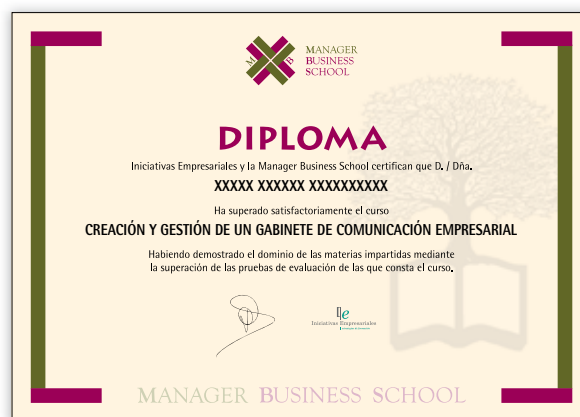 M B
MANAGER
BUSINESS
SCHOOL
DIPLOMA
Iniciativas Empresariales y la Manager Business School certifican que D. / Dña.
XXXXX XXXXXX XXXXXXXXXX
Ha superado satisfactoriamente el curso
CREACIÓN Y GESTIÓN DE UN GABINETE DE COMUNICACIÓN EMPRESARIAL
Habiendo demostrado el dominio de las materias impartidas mediante
la superación de las pruebas de evaluación de las que consta el curso.
Ie
Iniciativas Empresariales
MANAGER BUSINESS SCHOOL